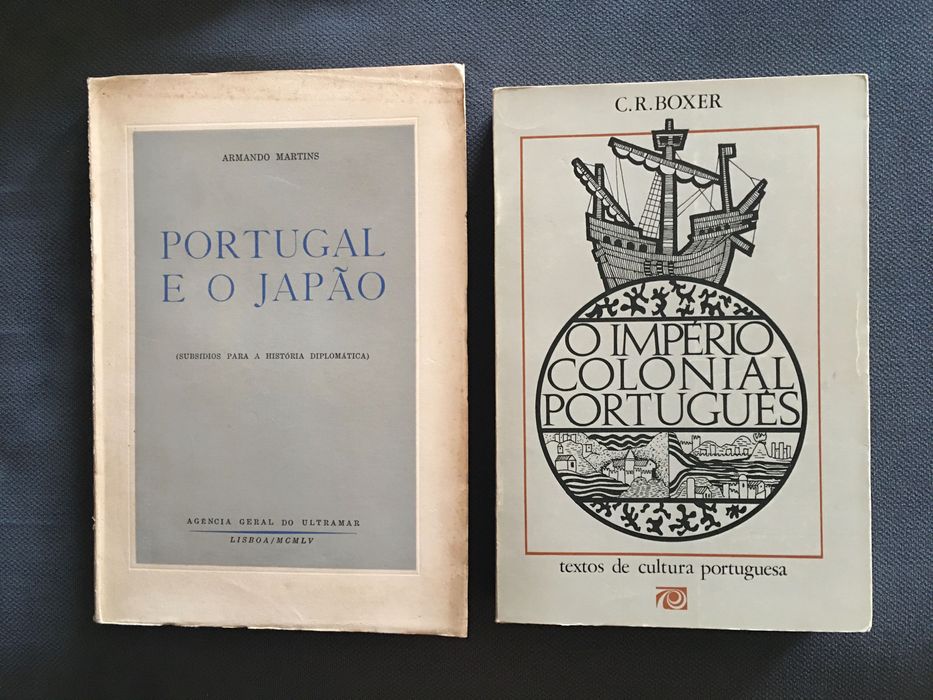 ARMANDO MARTINS
PORTUGAL
E O JAPÃO
(SUBSÍDIOS PARA A HISTÓRIA DIPLOMÁTICA)
AGÊNCIA GERAL DO ULTRAMAR
LISBOA/MCMLV
C.R.BOXER
O IMPÉRIO
COLONIAL
PORTUGUÊS
textos de cultura portuguesa
70